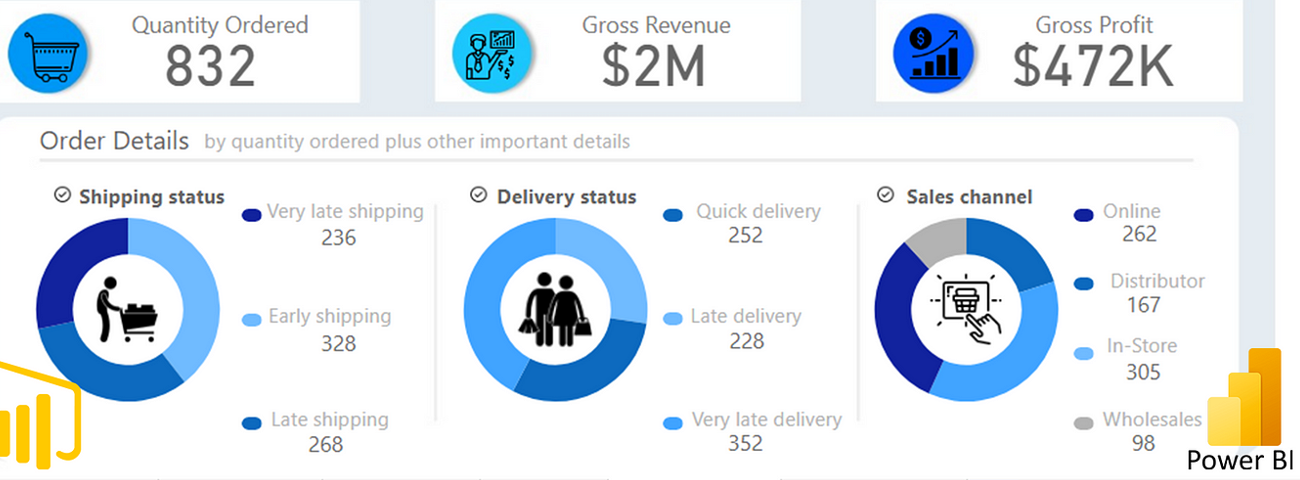 Quantity Ordered
832
Gross Revenue
$2M
Gross Profit
$472K
Order Details by quantity ordered plus other important details
Shipping status
Very late shipping
236
Early shipping
328
Late shipping
268
Delivery status
Quick delivery
252
Late delivery
228
Very late delivery
352
Sales channel
Online
262
Distributor
167
In-Store
305
Wholesales
98
Power BI